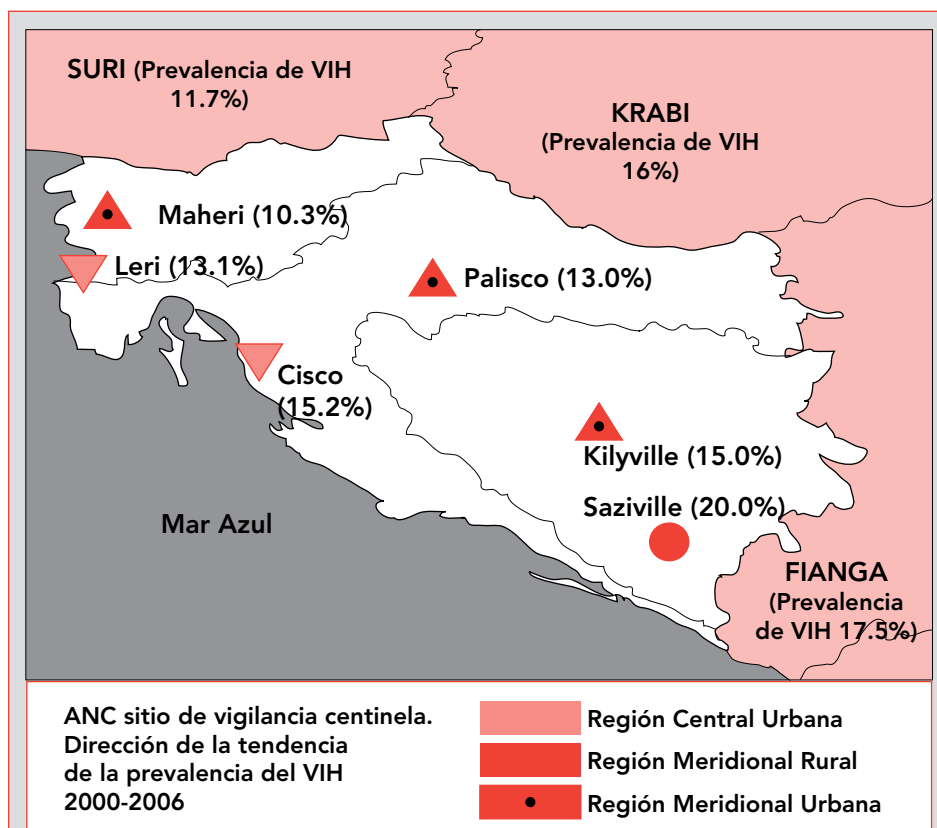 SURI (Prevalencia de VIH
11.7%)
KRABI
(Prevalencia de VIH
16%)
Maheri (10.3%)
Leri (13.1%)
Palisco (13.0%)
Cisco
(15.2%)
Kilyville (15.0%)
Saziville (20.0%)
Mar Azul
FIANGA
(Prevalencia
de VIH 17.5%)
ANC sitio de vigilancia centinela.
Dirección de la tendencia
de la prevalencia del VIH
2000-2006
Región Central Urbana
Región Meridional Rural
Región Meridional Urbana